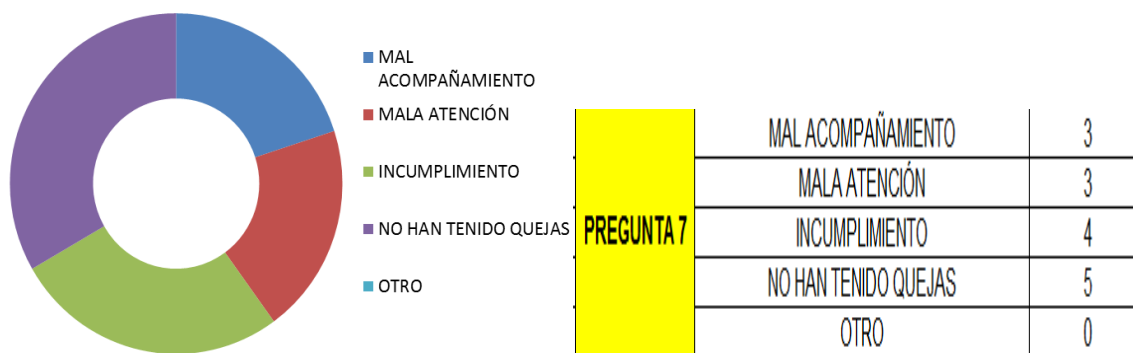 MAL
ACOMPAÑAMIENTO
MALA ATENCIÓN
INCUMPLIMIENTO
NO HAN TENIDO QUEJAS
OTRO
PREGUNTA 7
MAL ACOMPAÑAMIENTO 3
MALA ATENCIÓN 3
INCUMPLIMIENTO 4
NO HAN TENIDO QUEJAS 5
OTRO 0